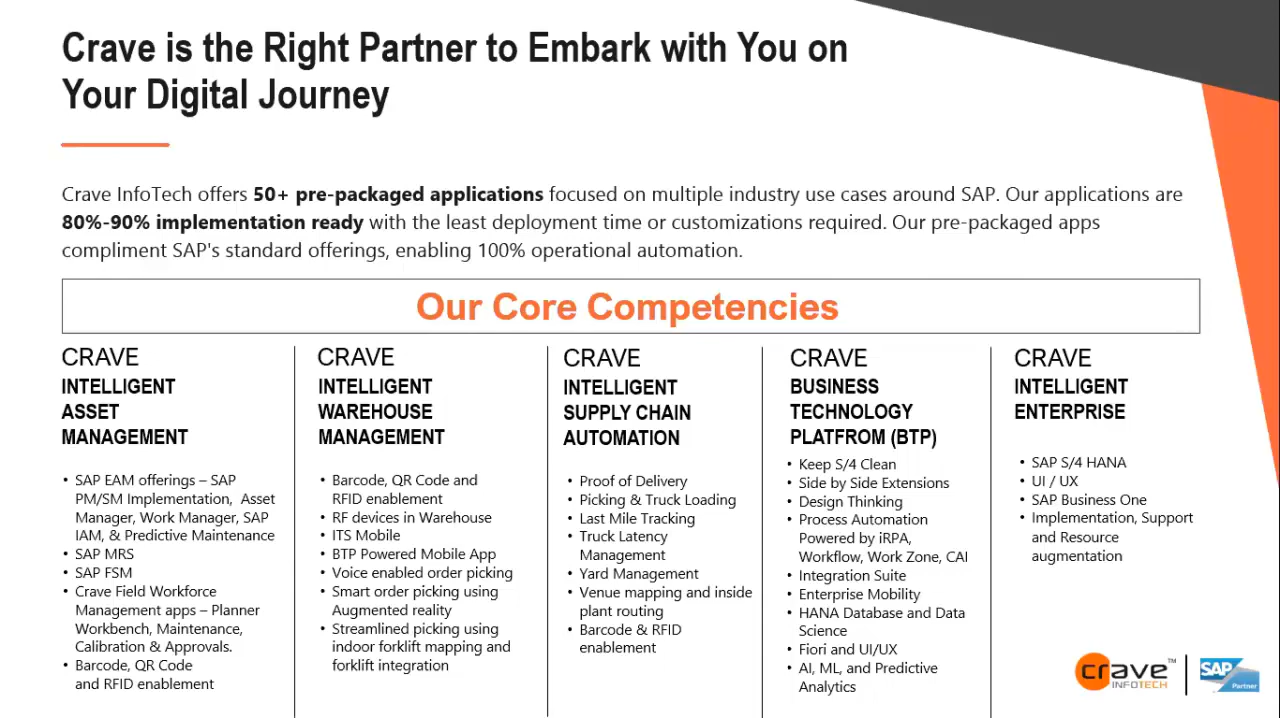 Crave is the Right Partner to Embark with You on
Your Digital Journey
Crave InfoTech offers 50+ pre-packaged applications focused on multiple industry use cases around SAP. Our applications are
80%-90% implementation ready with the least deployment time or customizations required. Our pre-packaged apps
compliment SAP's standard offerings, enabling 100% operational automation.
Our Core Competencies
CRAVE
INTELLIGENT
ASSET
MANAGEMENT
• SAP EAM offerings – SAP
PM/SM Implementation, Asset
Manager, Work Manager, SAP
IAM, & Predictive Maintenance
• SAP MRS
• SAP FSM
• Crave Field Workforce
Management apps – Planner
Workbench, Maintenance,
Calibration & Approvals.
• Barcode, QR Code
and RFID enablement
CRAVE
INTELLIGENT
WAREHOUSE
MANAGEMENT
• Barcode, QR Code and
RFID enablement
• RF devices in Warehouse
• ITS Mobile
• BTP Powered Mobile App
• Voice enabled order picking
• Smart order picking using
Augmented reality
• Streamlined picking using
indoor forklift mapping and
forklift integration
CRAVE
INTELLIGENT
SUPPLY CHAIN
AUTOMATION
• Proof of Delivery
• Picking & Truck Loading
• Last Mile Tracking
• Truck Latency
Management
• Yard Management
• Venue mapping and inside
plant routing
• Barcode & RFID
enablement
CRAVE
BUSINESS
TECHNOLOGY
PLATFROM (BTP)
• Keep S/4 Clean
• Side by Side Extensions
• Design Thinking
• Process Automation
Powered by iRPA,
Workflow, Work Zone, CAI
• Integration Suite
• Enterprise Mobility
• HANA Database and Data
Science
• Fiori and UI/UX
• AI, ML, and Predictive
Analytics
CRAVE
INTELLIGENT
ENTERPRISE
• SAP S/4 HANA
• UI / UX
• SAP Business One
• Implementation, Support
and Resource
augmentation
crave™
INFOTECH
SAP
Partner